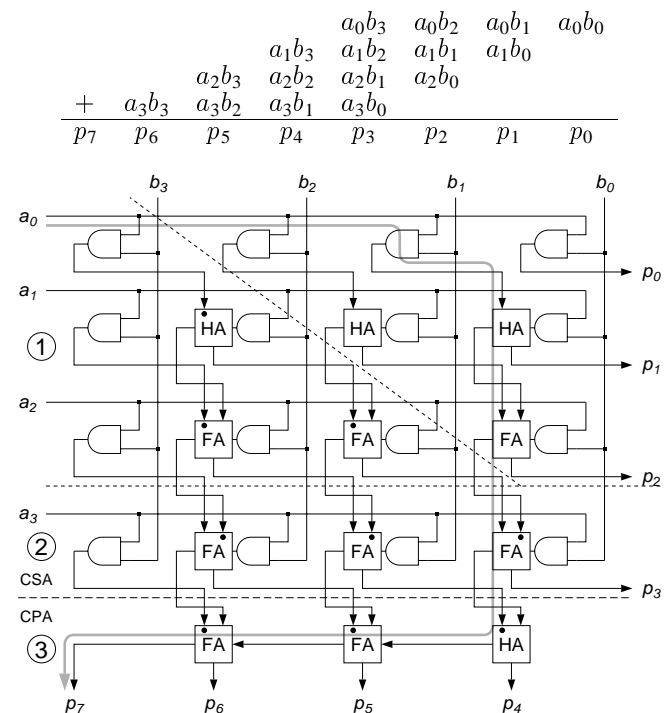 a₀b₃ a₀b₂ a₀b₁ a₀b₀
a₁b₃ a₁b₂ a₁b₁ a₁b₀
a₂b₃ a₂b₂ a₂b₁ a₂b₀
+ a₃b₃ a₃b₂ a₃b₁ a₃b₀
p₇ p₆ p₅ p₄ p₃ p₂ p₁ p₀
b₃ b₂ b₁ b₀
a₀
p₀
a₁
HA HA HA
1
p₁
a₂
FA FA FA
p₂
a₃
2 FA FA FA
CSA
p₃
CPA
3 FA FA HA
p₇ p₆ p₅ p₄